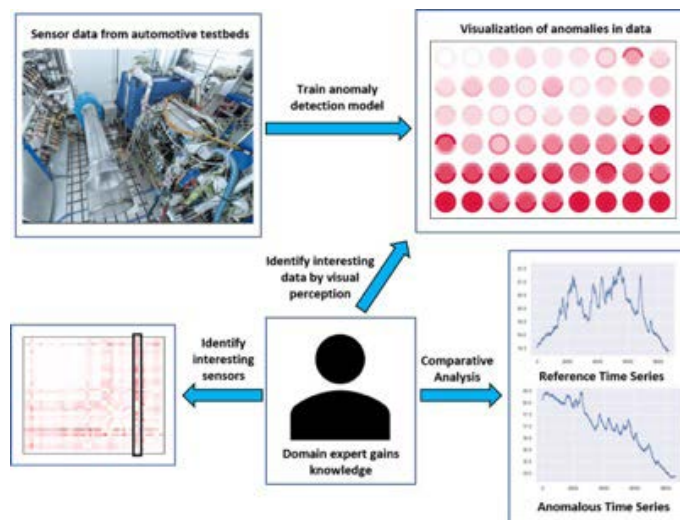 Sensor data from automotive testbeds
Visualization of anomalies in data
Train anomaly
detection model
Identify interesting
data by visual
perception
Identify
interesting
sensors
Comparative
Analysis
Domain expert gains
knowledge
Reference Time Series
Anomalous Time Series